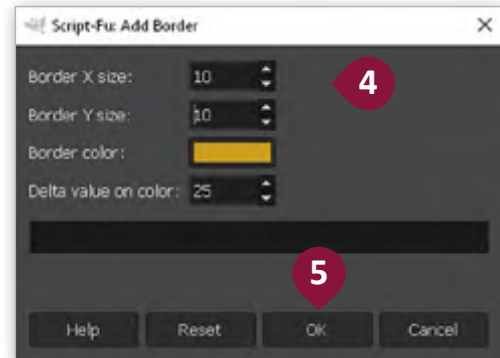 Script-Fu: Add Border
Border X size: 10
4
Border Y size: 10
Border color:
Delta value on color: 25
5
Help Reset OK Cancel